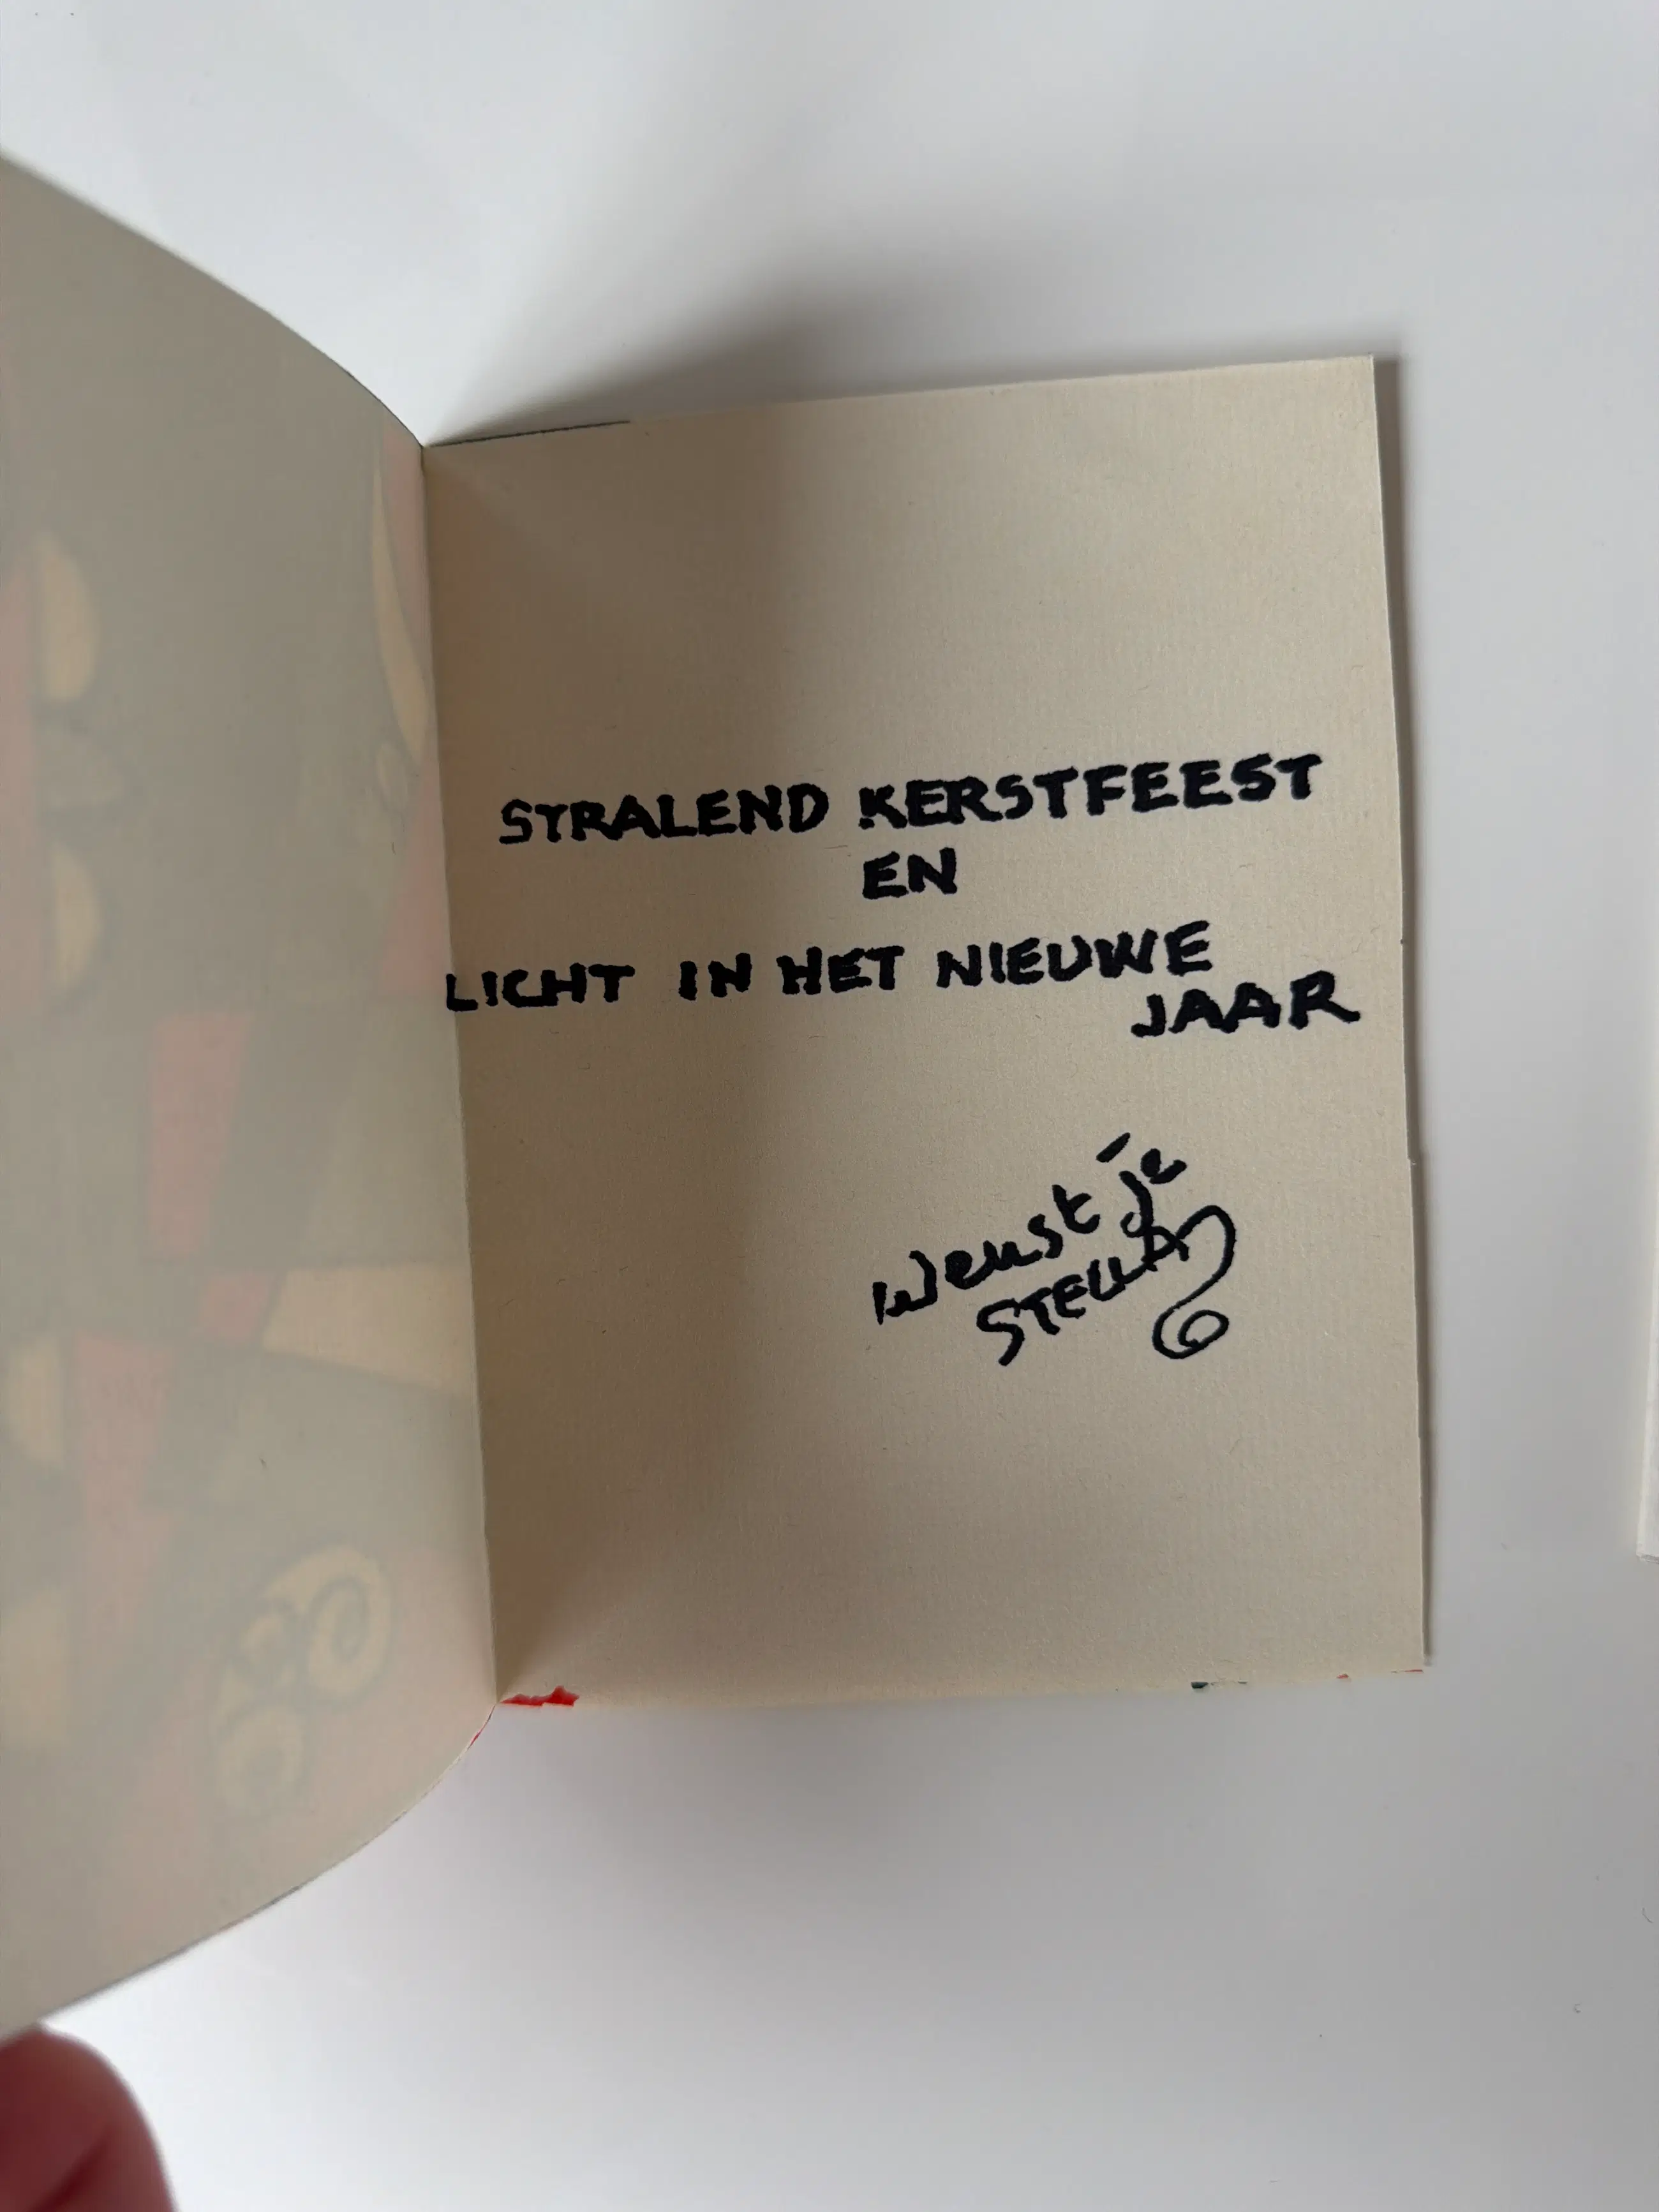 STRALEND KERSTFEEST
EN
LICHT IN HET NIEUWE
JAAR
Wenst je
STELLA